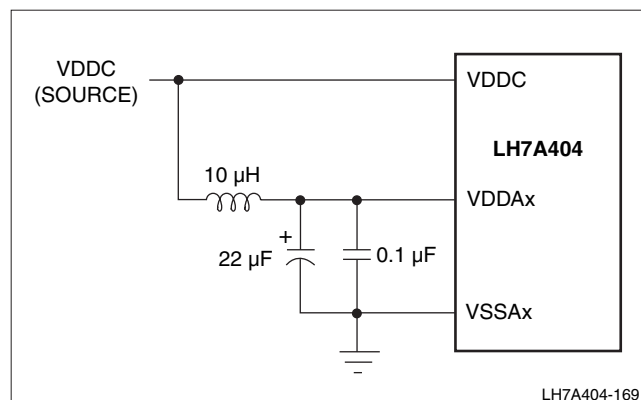 VDDC
(SOURCE)
VDDC
LH7A404
10 µH
VDDAx
+
22 µF
0.1 µF
VSSAx
LH7A404-169